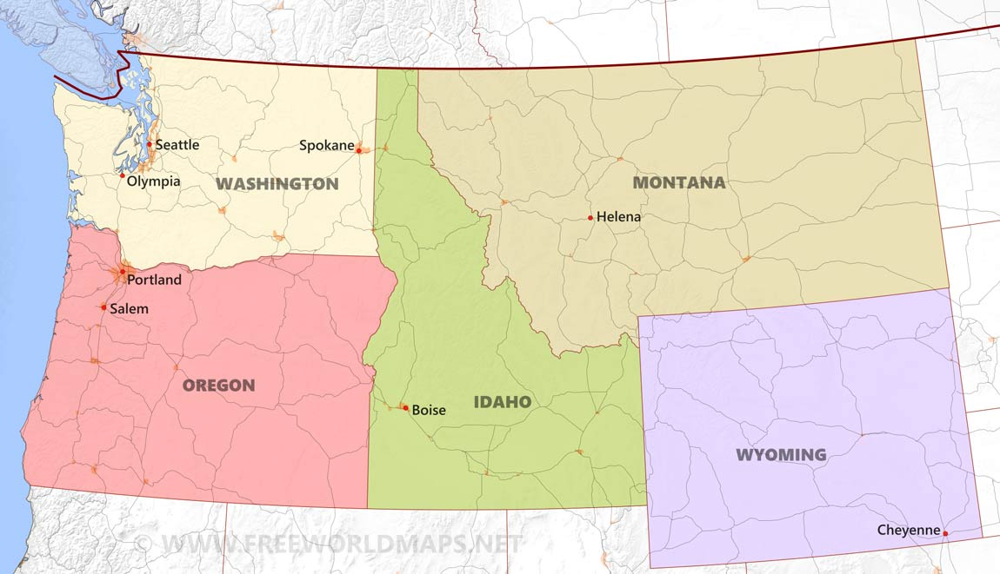 Seattle
Spokane
Olympia
WASHINGTON
MONTANA
Helena
Portland
Salem
OREGON
IDAHO
Boise
WYOMING
Cheyenne
© WWW.FREEWORLDMAPS.NET